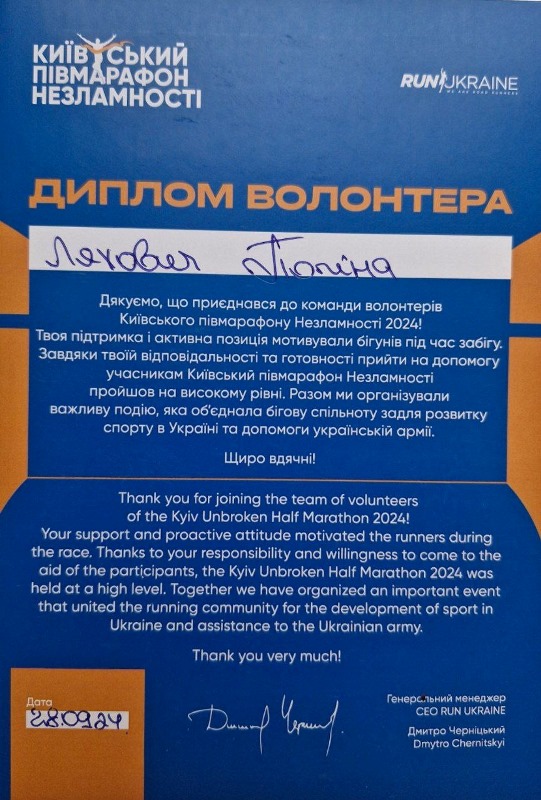 КИЇВСЬКИЙ
ПІВМАРАФОН
НЕЗЛАМНОСТІ
RUN UKRAINE
WE ARE ROAD RUNNERS
ДИПЛОМ ВОЛОНТЕРА
Ляхович Поліна
Дякуємо, що приєднався до команди волонтерів
Київського півмарафону Незламності 2024!
Твоя підтримка і активна позиція мотивували бігунів під час забігу.
Завдяки твоїй відповідальності та готовності прийти на допомогу
учасникам Київський півмарафон Незламності
пройшов на високому рівні. Разом ми організували
важливу подію, яка об'єднала бігову спільноту задля розвитку
спорту в Україні та допомоги українській армії.
Щиро вдячні!
Thank you for joining the team of volunteers
of the Kyiv Unbroken Half Marathon 2024!
Your support and proactive attitude motivated the runners during
the race. Thanks to your responsibility and willingness to come to the
aid of the participants, the Kyiv Unbroken Half Marathon 2024 was
held at a high level. Together we have organized an important event
that united the running community for the development of sport in
Ukraine and assistance to the Ukrainian army.
Thank you very much!
Дата
28.09.24
Генеральний менеджер
CEO RUN UKRAINE
Дмитро Черніцький
Dmytro Chernitskyi